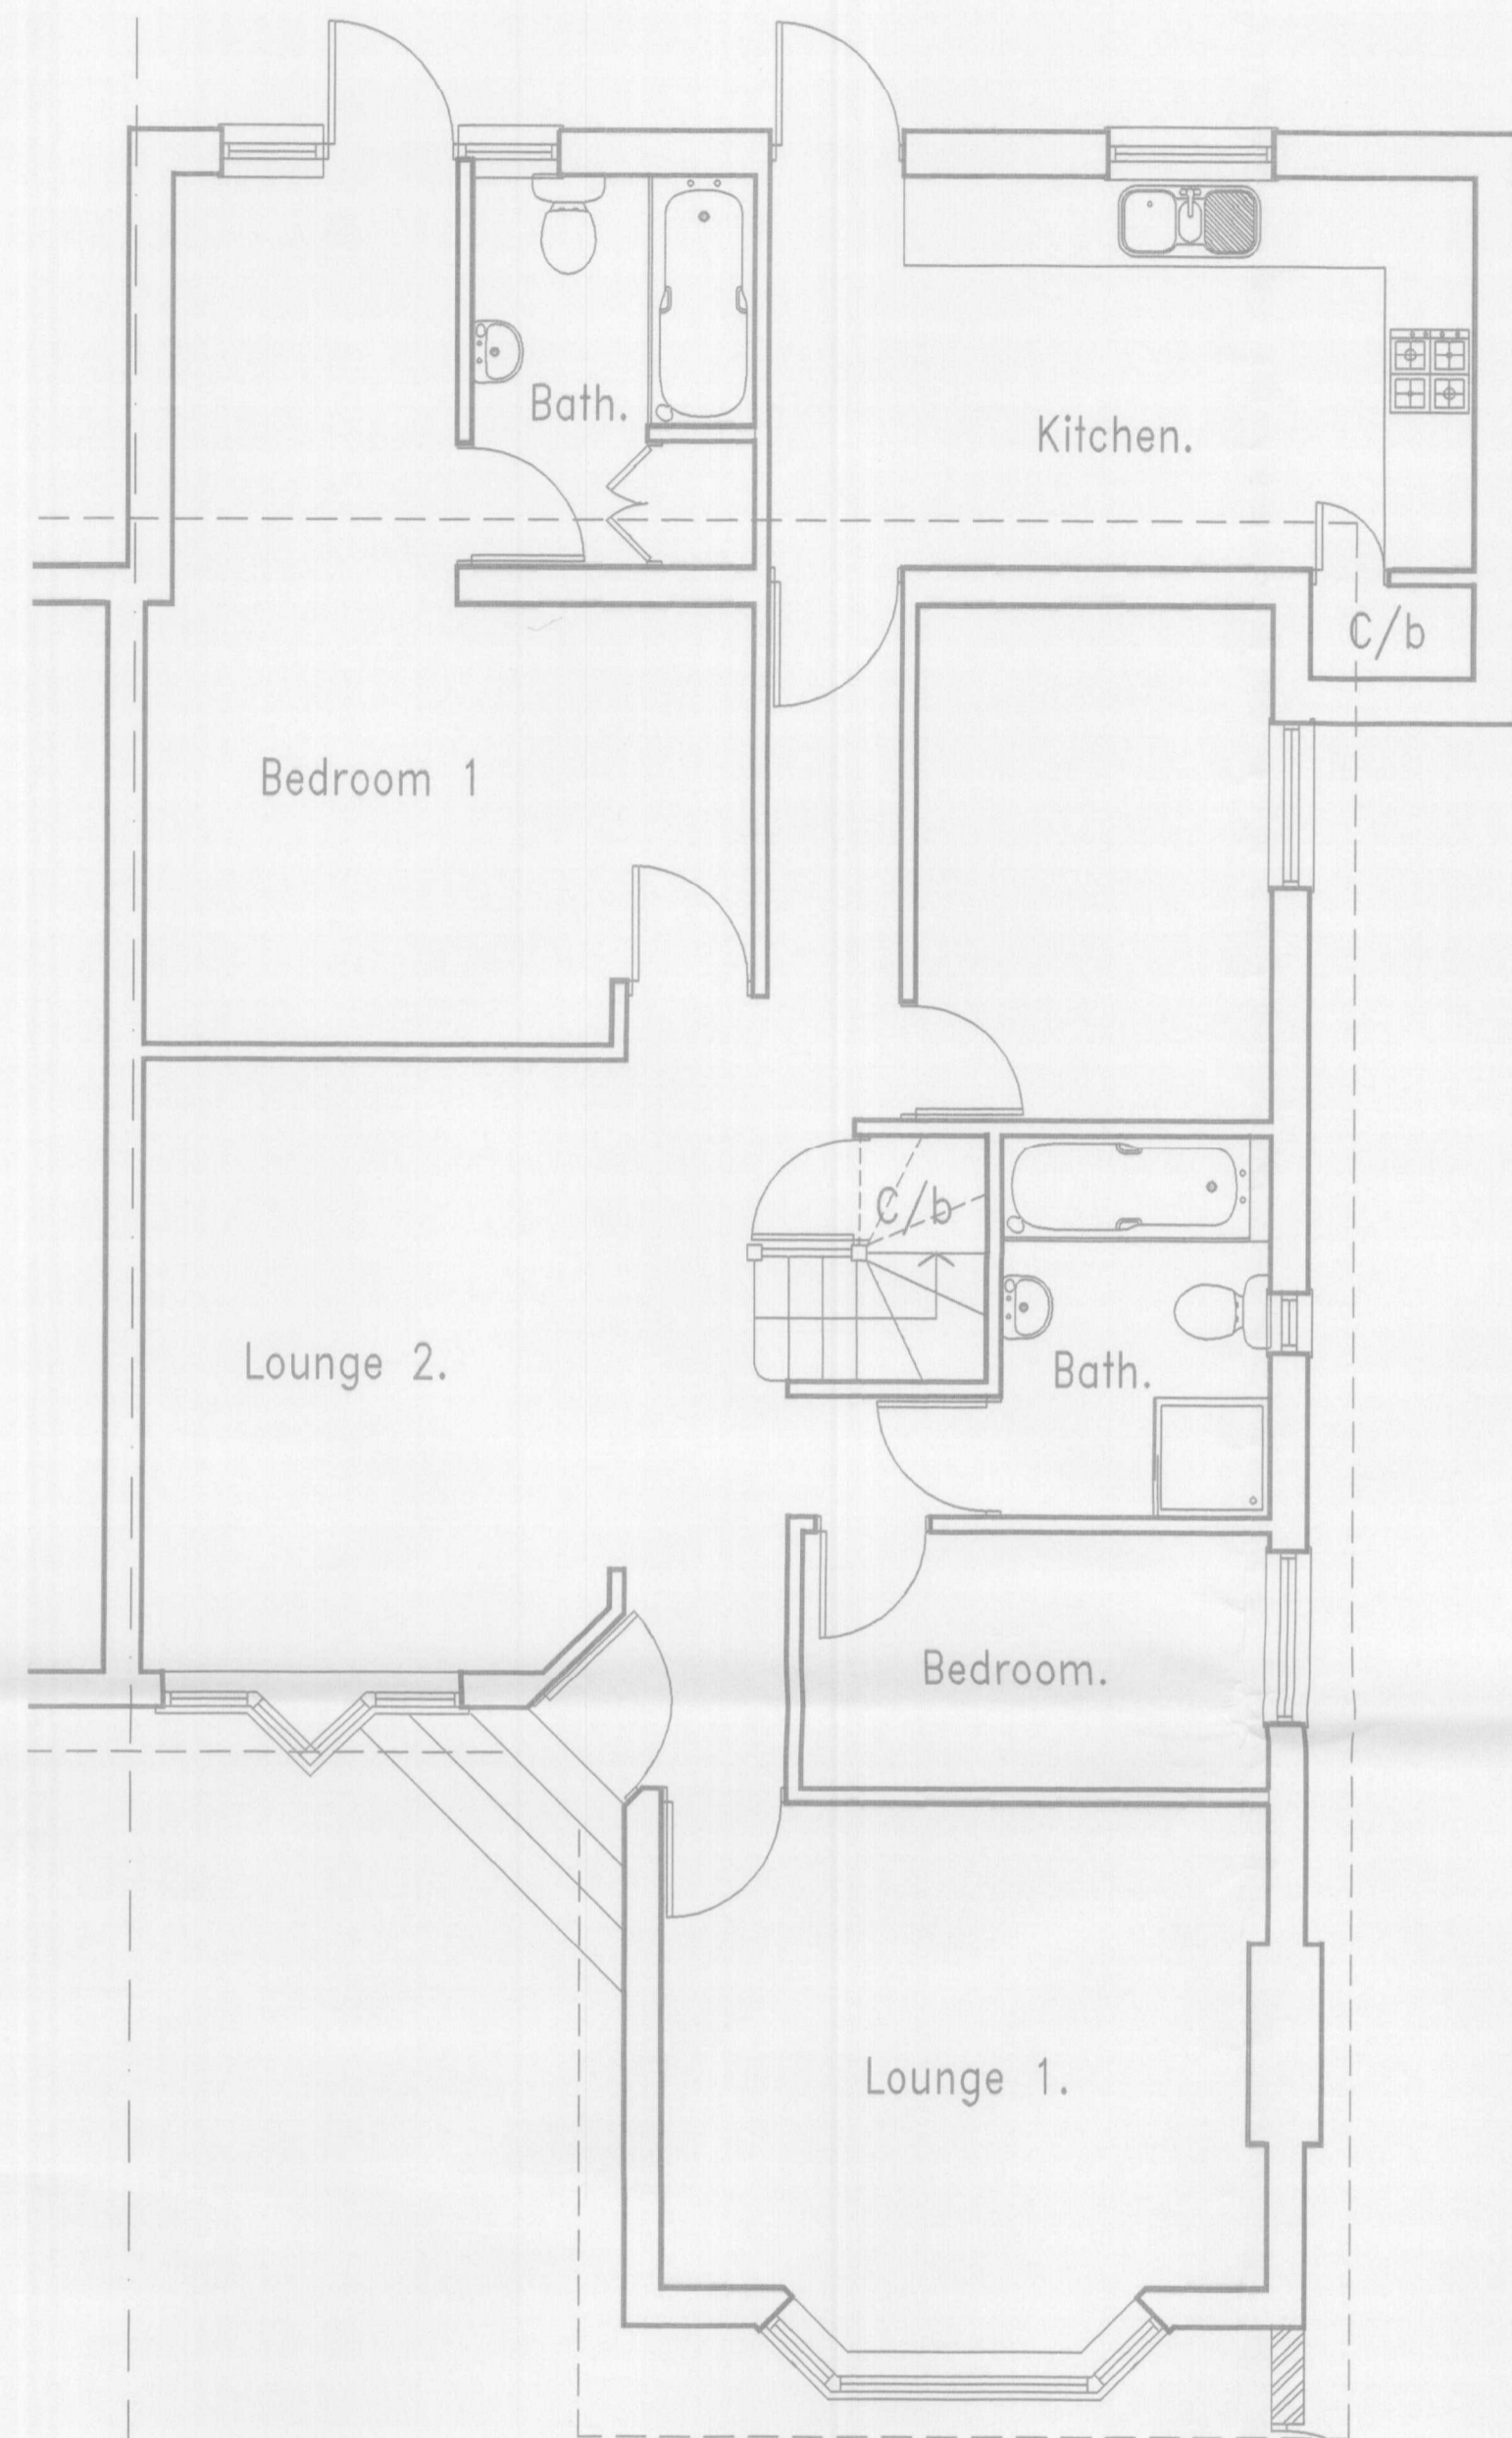 Bath.
Kitchen.
C/b
Bedroom 1
C/b
Lounge 2.
Bath.
Bedroom.
Lounge 1.